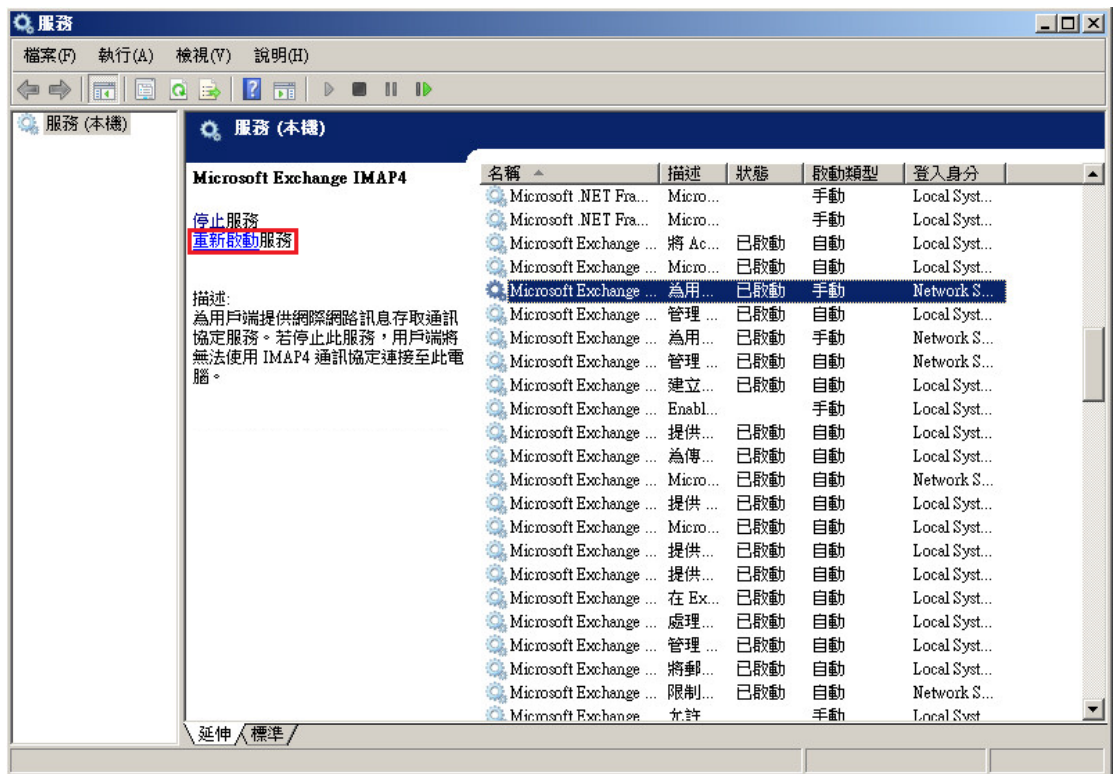 服務
檔案(F) 執行(A) 檢視(V) 說明(H)
服務 (本機)
服務 (本機)
Microsoft Exchange IMAP4
停止服務
重新啟動服務
描述:
為用戶端提供網際網路訊息存取通訊
協定服務。若停止此服務,用戶端將
無法使用 IMAP4 通訊協定連接至此電
腦。
名稱 描述 狀態 啟動類型 登入身分
Microsoft .NET Fra... Micro... 手動 Local Syst...
Microsoft .NET Fra... Micro... 手動 Local Syst...
Microsoft Exchange ... 將 Ac... 已啟動 自動 Local Syst...
Microsoft Exchange ... Micro... 已啟動 自動 Local Syst...
Microsoft Exchange ... 為用... 已啟動 手動 Network S...
Microsoft Exchange ... 管理 ... 已啟動 自動 Local Syst...
Microsoft Exchange ... 為用... 已啟動 手動 Network S...
Microsoft Exchange ... 管理 ... 已啟動 自動 Network S...
Microsoft Exchange ... 建立... 已啟動 自動 Local Syst...
Microsoft Exchange ... Enabl... 手動 Local Syst...
Microsoft Exchange ... 提供... 已啟動 自動 Local Syst...
Microsoft Exchange ... 為傳... 已啟動 自動 Local Syst...
Microsoft Exchange ... Micro... 已啟動 自動 Network S...
Microsoft Exchange ... 提供 ... 已啟動 自動 Local Syst...
Microsoft Exchange ... Micro... 已啟動 自動 Local Syst...
Microsoft Exchange ... 提供... 已啟動 自動 Local Syst...
Microsoft Exchange ... 提供... 已啟動 自動 Local Syst...
Microsoft Exchange ... 在 Ex... 已啟動 自動 Local Syst...
Microsoft Exchange ... 處理... 已啟動 自動 Local Syst...
Microsoft Exchange ... 管理 ... 已啟動 自動 Local Syst...
Microsoft Exchange ... 將郵... 已啟動 自動 Local Syst...
Microsoft Exchange ... 限制... 已啟動 自動 Network S...
Microsoft Exchange 允許 手動 Local Syst
延伸 標準